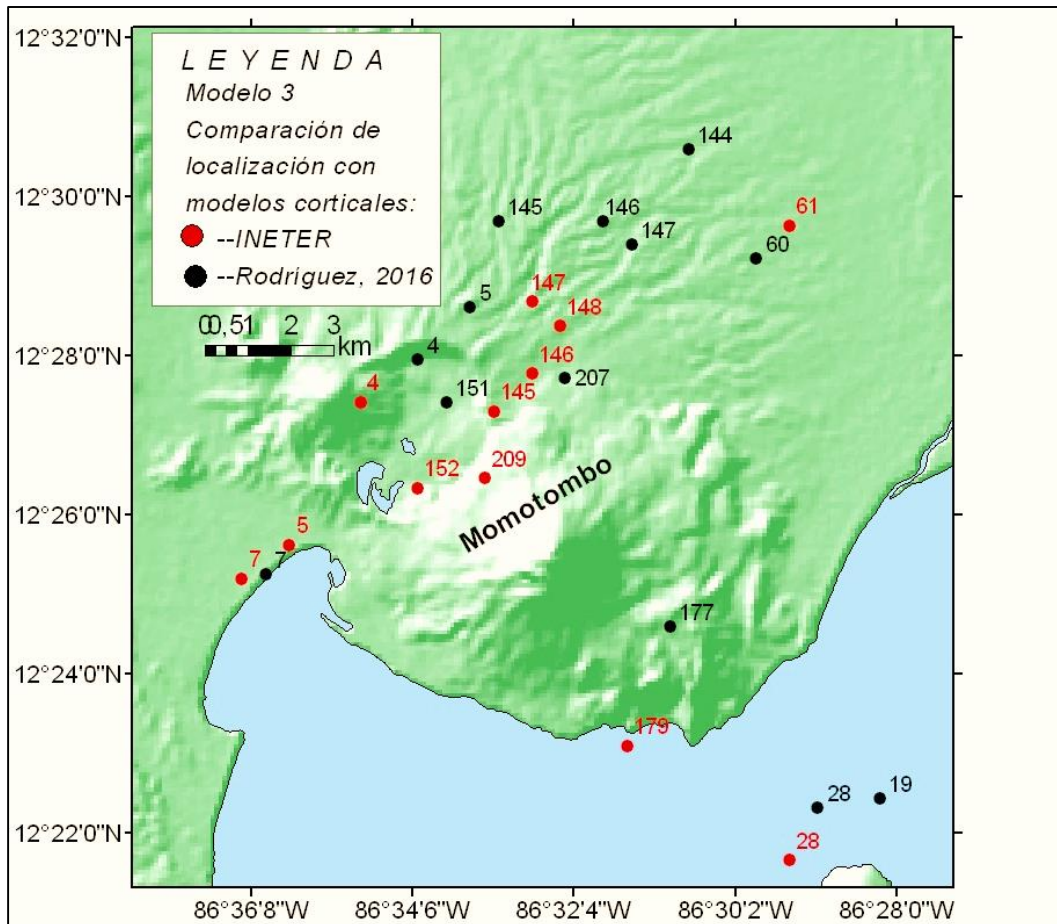 12°32'0"N
L E Y E N D A
Modelo 3
Comparación de
localización con
modelos corticales:
--INETER
--Rodríguez, 2016
144
12°30'0"N
145
146
61
147
60
147
5
148
0 0,5 1 2 3
km
12°28'0"N
4
146
207
4
151
145
152
209
Momotombo
12°26'0"N
5
7
7
177
12°24'0"N
179
28
19
12°22'0"N
28
86°36'8"W 86°34'6"W 86°32'4"W 86°30'2"W 86°28'0"W